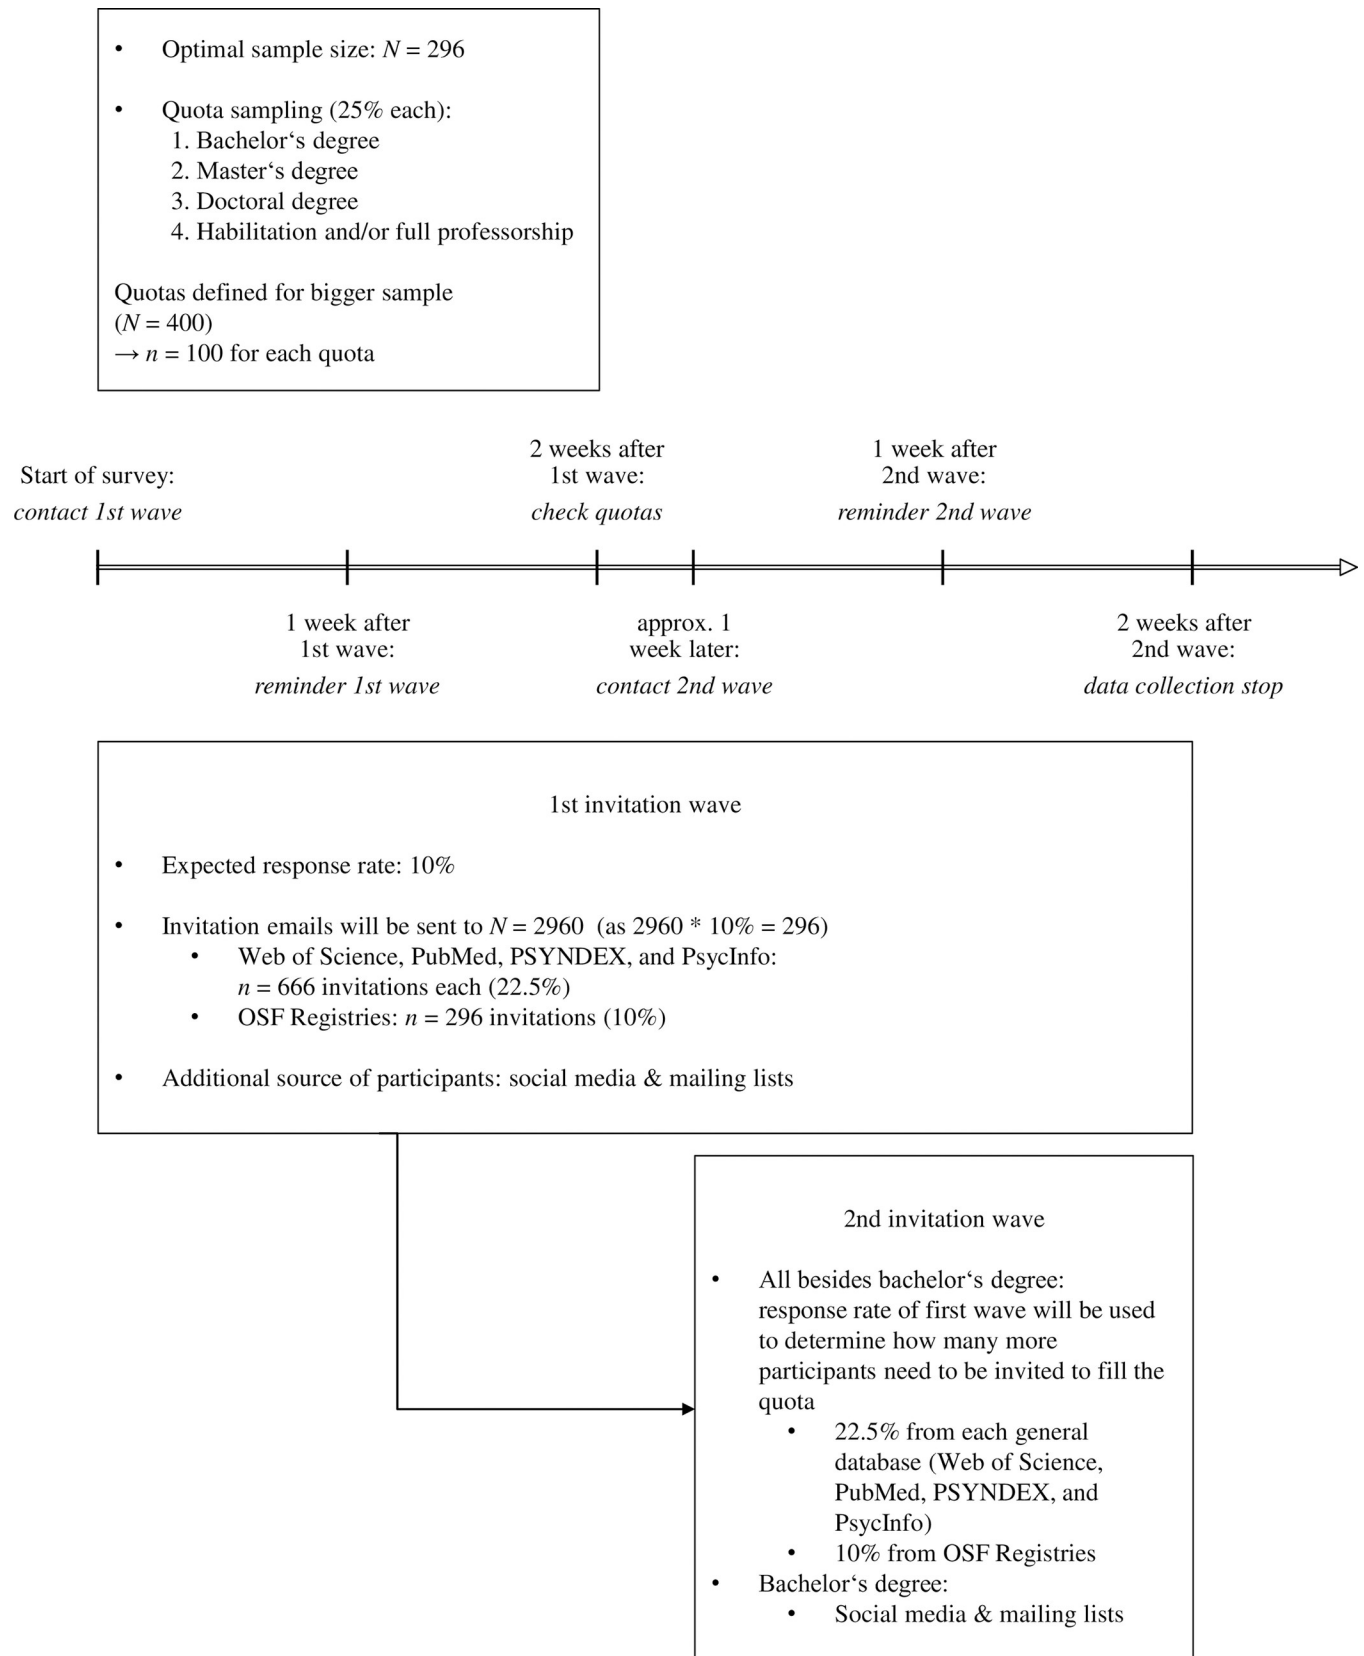 • Optimal sample size: N = 296
• Quota sampling (25% each):
1. Bachelor‘s degree
2. Master‘s degree
3. Doctoral degree
4. Habilitation and/or full professorship
Quotas defined for bigger sample
(N = 400)
→ n = 100 for each quota
Start of survey:
contact 1st wave
2 weeks after
1st wave:
check quotas
1 week after
2nd wave:
reminder 2nd wave
1 week after
1st wave:
reminder 1st wave
approx. 1
week later:
contact 2nd wave
2 weeks after
2nd wave:
data collection stop
1st invitation wave
• Expected response rate: 10%
• Invitation emails will be sent to N = 2960 (as 2960 * 10% = 296)
• Web of Science, PubMed, PSYNDEX, and PsycInfo:
n = 666 invitations each (22.5%)
• OSF Registries: n = 296 invitations (10%)
• Additional source of participants: social media & mailing lists
2nd invitation wave
• All besides bachelor‘s degree:
response rate of first wave will be used
to determine how many more
participants need to be invited to fill the
quota
• 22.5% from each general
database (Web of Science,
PubMed, PSYNDEX, and
PsycInfo)
• 10% from OSF Registries
• Bachelor‘s degree:
• Social media & mailing lists